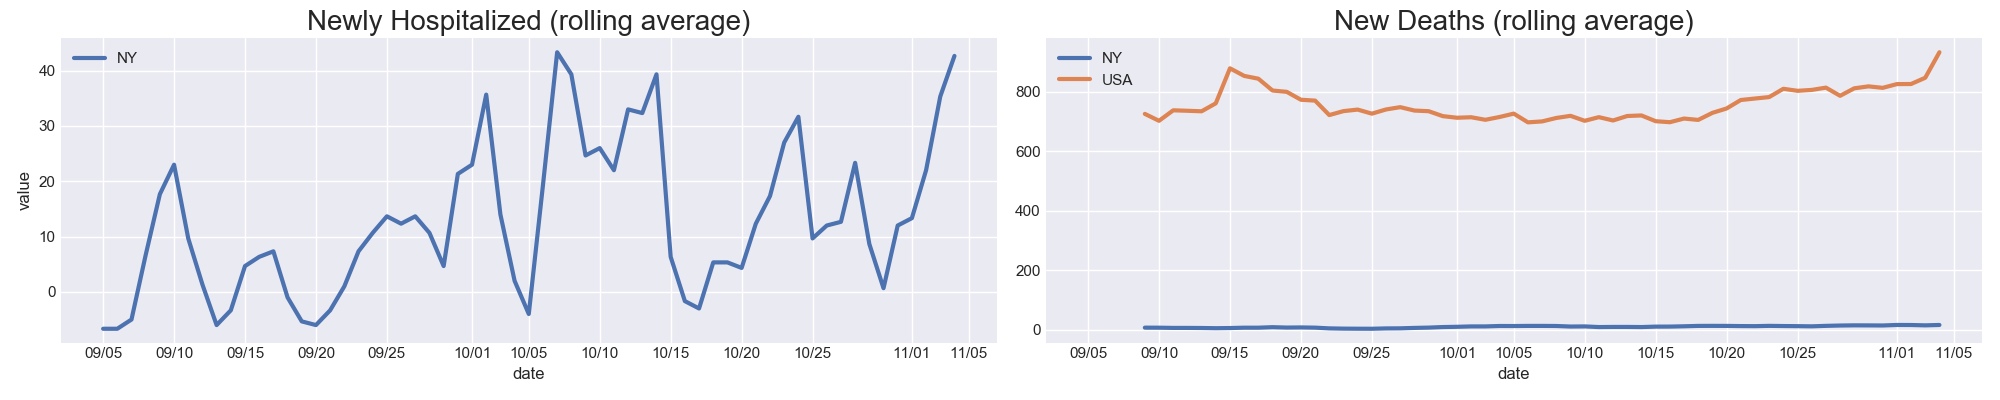 Newly Hospitalized (rolling average)
NY
40
30
20
10
0
value
09/05 09/10 09/15 09/20 09/25 10/01 10/05 10/10 10/15 10/20 10/25 11/01 11/05
date
New Deaths (rolling average)
NY
USA
800
600
400
200
0
09/05 09/10 09/15 09/20 09/25 10/01 10/05 10/10 10/15 10/20 10/25 11/01 11/05
date